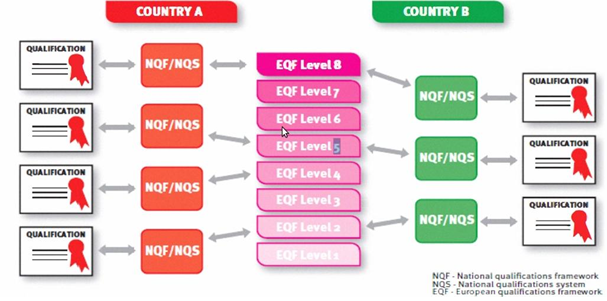 COUNTRY A
COUNTRY B
QUALIFICATION
NQF/NQS
EQF Level 8
EQF Level 7
NQF/NQS
QUALIFICATION
QUALIFICATION
NQF/NQS
EQF Level 6
EQF Level 5
NQF/NQS
QUALIFICATION
QUALIFICATION
NQF/NQS
EQF Level 4
EQF Level 3
NQF/NQS
QUALIFICATION
QUALIFICATION
NQF/NQS
EQF Level 2
EQF Level 1
NQF - National qualifications framework
NQS - National qualifications system
EQF - European qualifications framework